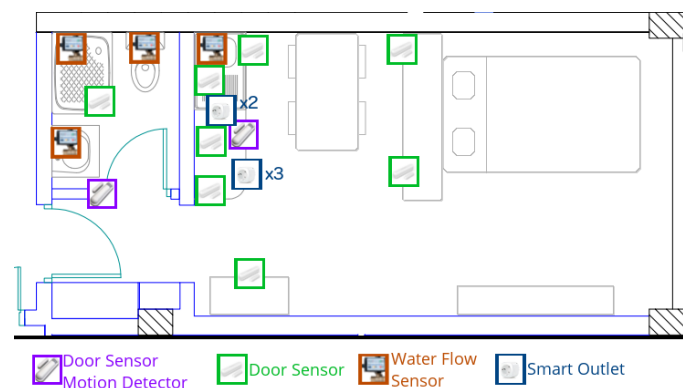 x2
x3
Door Sensor
Motion Detector
Door Sensor
Water Flow
Sensor
Smart Outlet